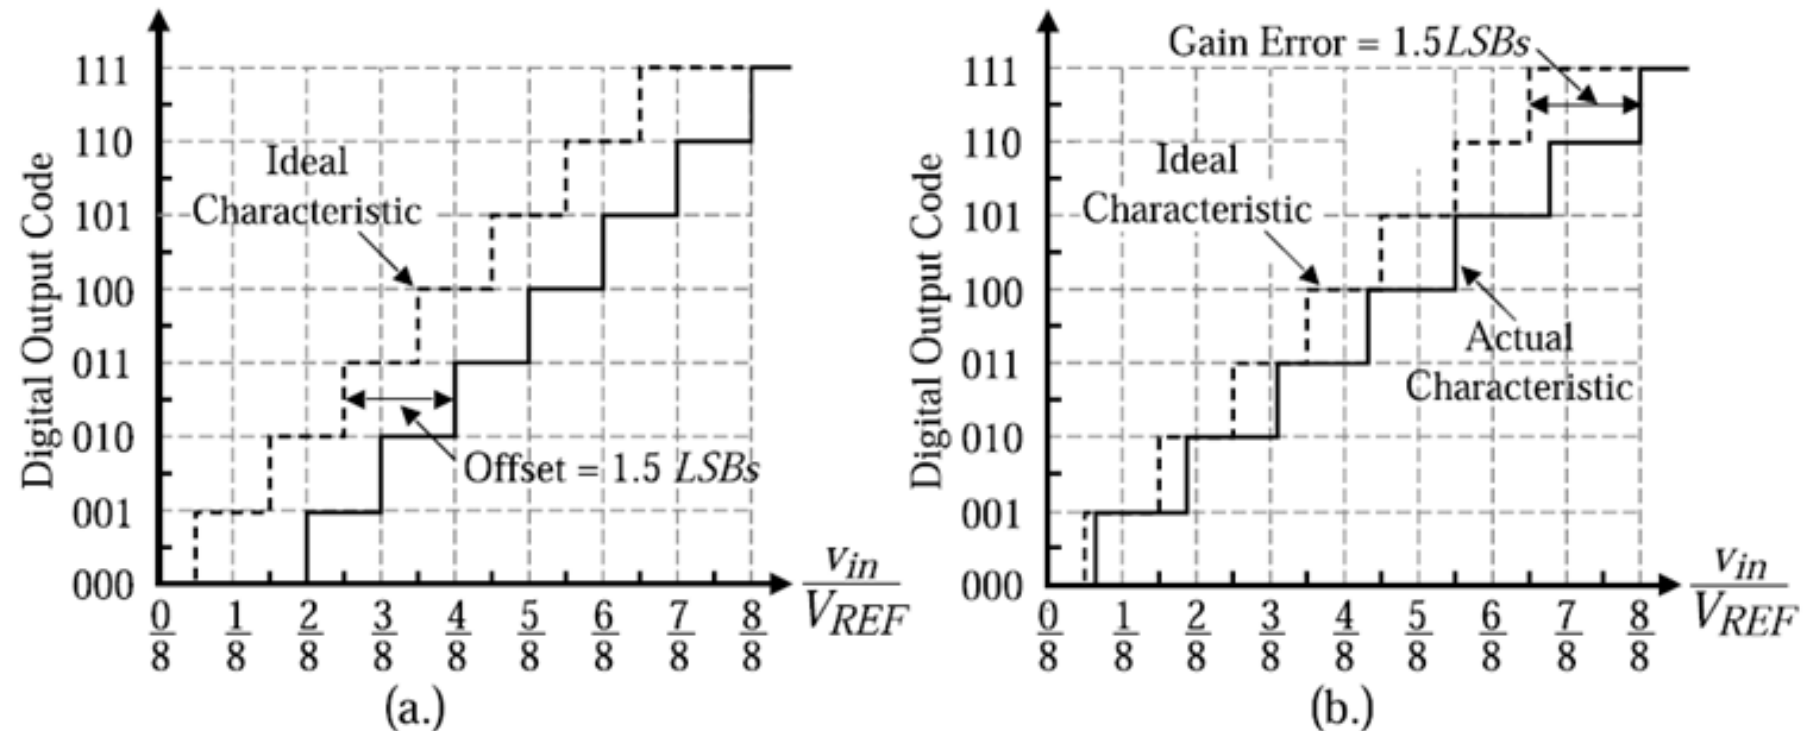 111
110
101
100
011
010
001
000
Digital Output Code
Ideal
Characteristic
Offset = 1.5 LSBs
0/8 1/8 2/8 3/8 4/8 5/8 6/8 7/8 8/8
vin/VREF
(a.)
Gain Error = 1.5LSBs
111
110
101
100
011
010
001
000
Digital Output Code
Ideal
Characteristic
Actual
Characteristic
0/8 1/8 2/8 3/8 4/8 5/8 6/8 7/8 8/8
vin/VREF
(b.)